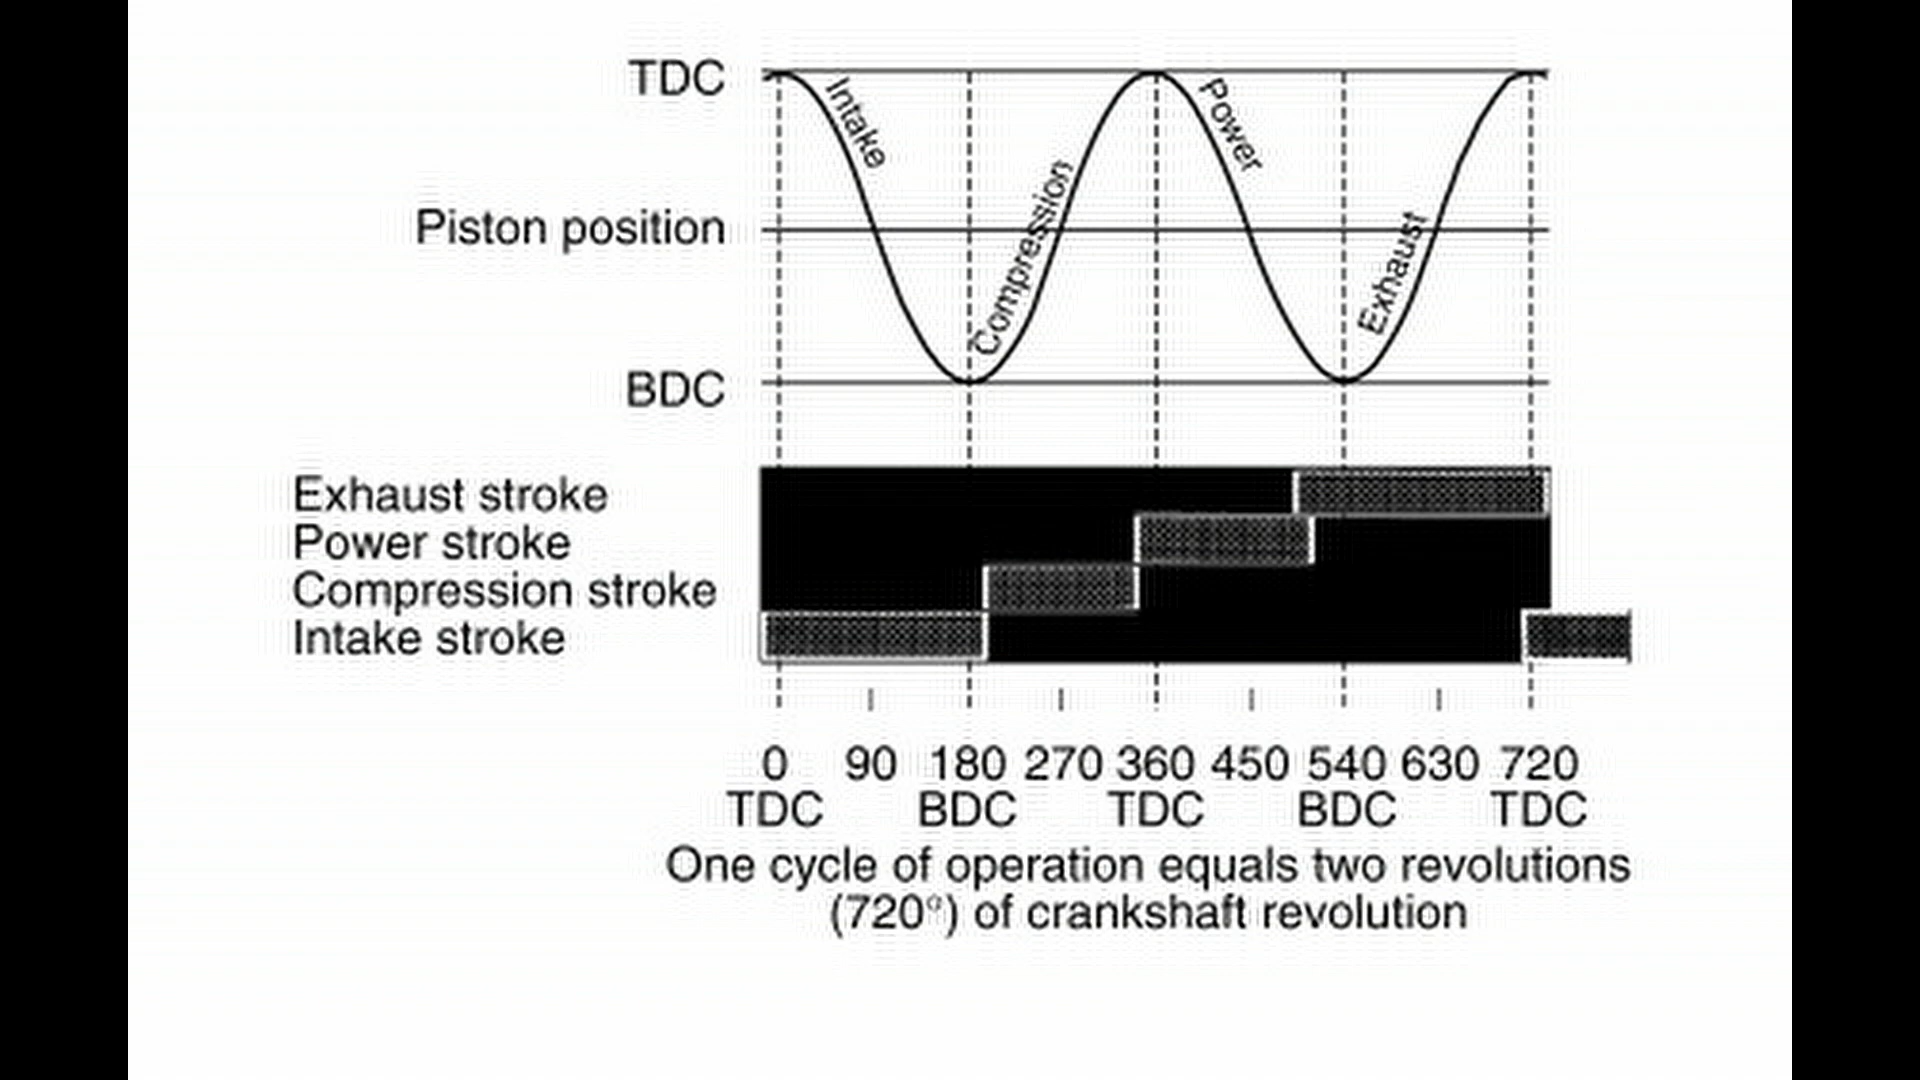 TDC
Intake
Power
Compression
Piston position
Exhaust
BDC
Exhaust stroke
Power stroke
Compression stroke
Intake stroke
0 90 180 270 360 450 540 630 720
TDC BDC TDC BDC TDC
One cycle of operation equals two revolutions
(720°) of crankshaft revolution